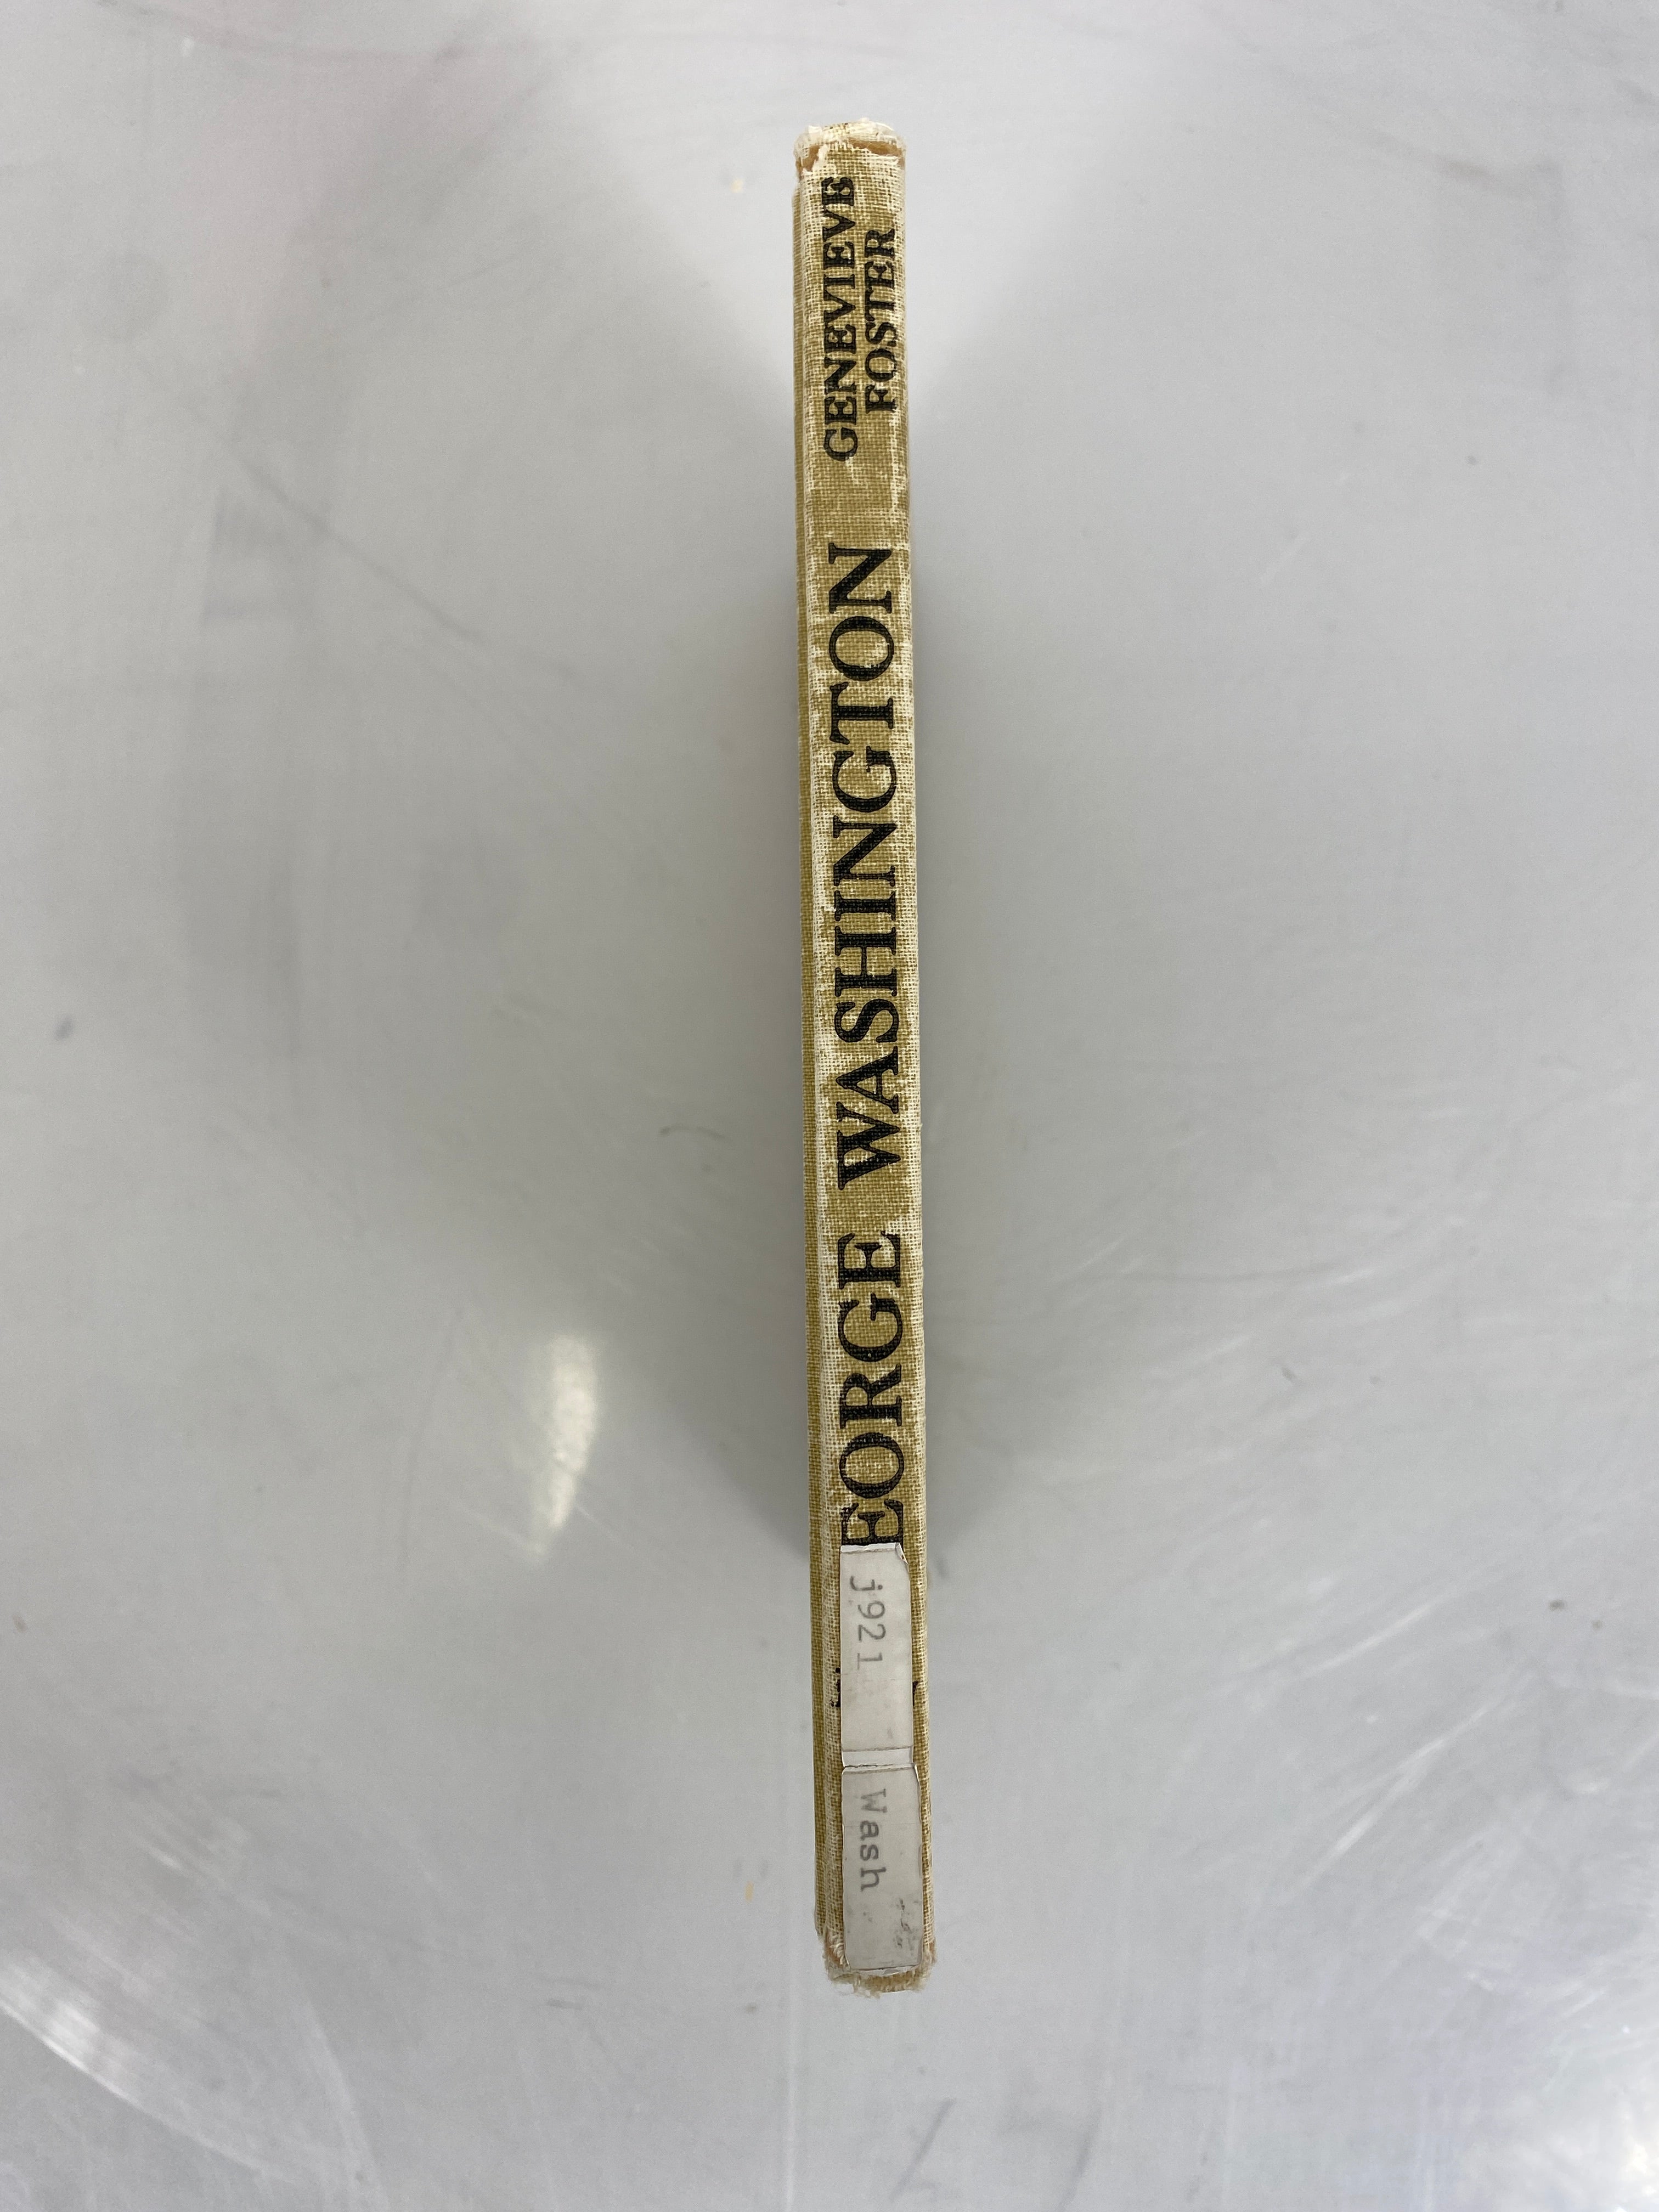 GENEVIEVE
FOSTER
EORGE WASHINGTON
j921
Wash